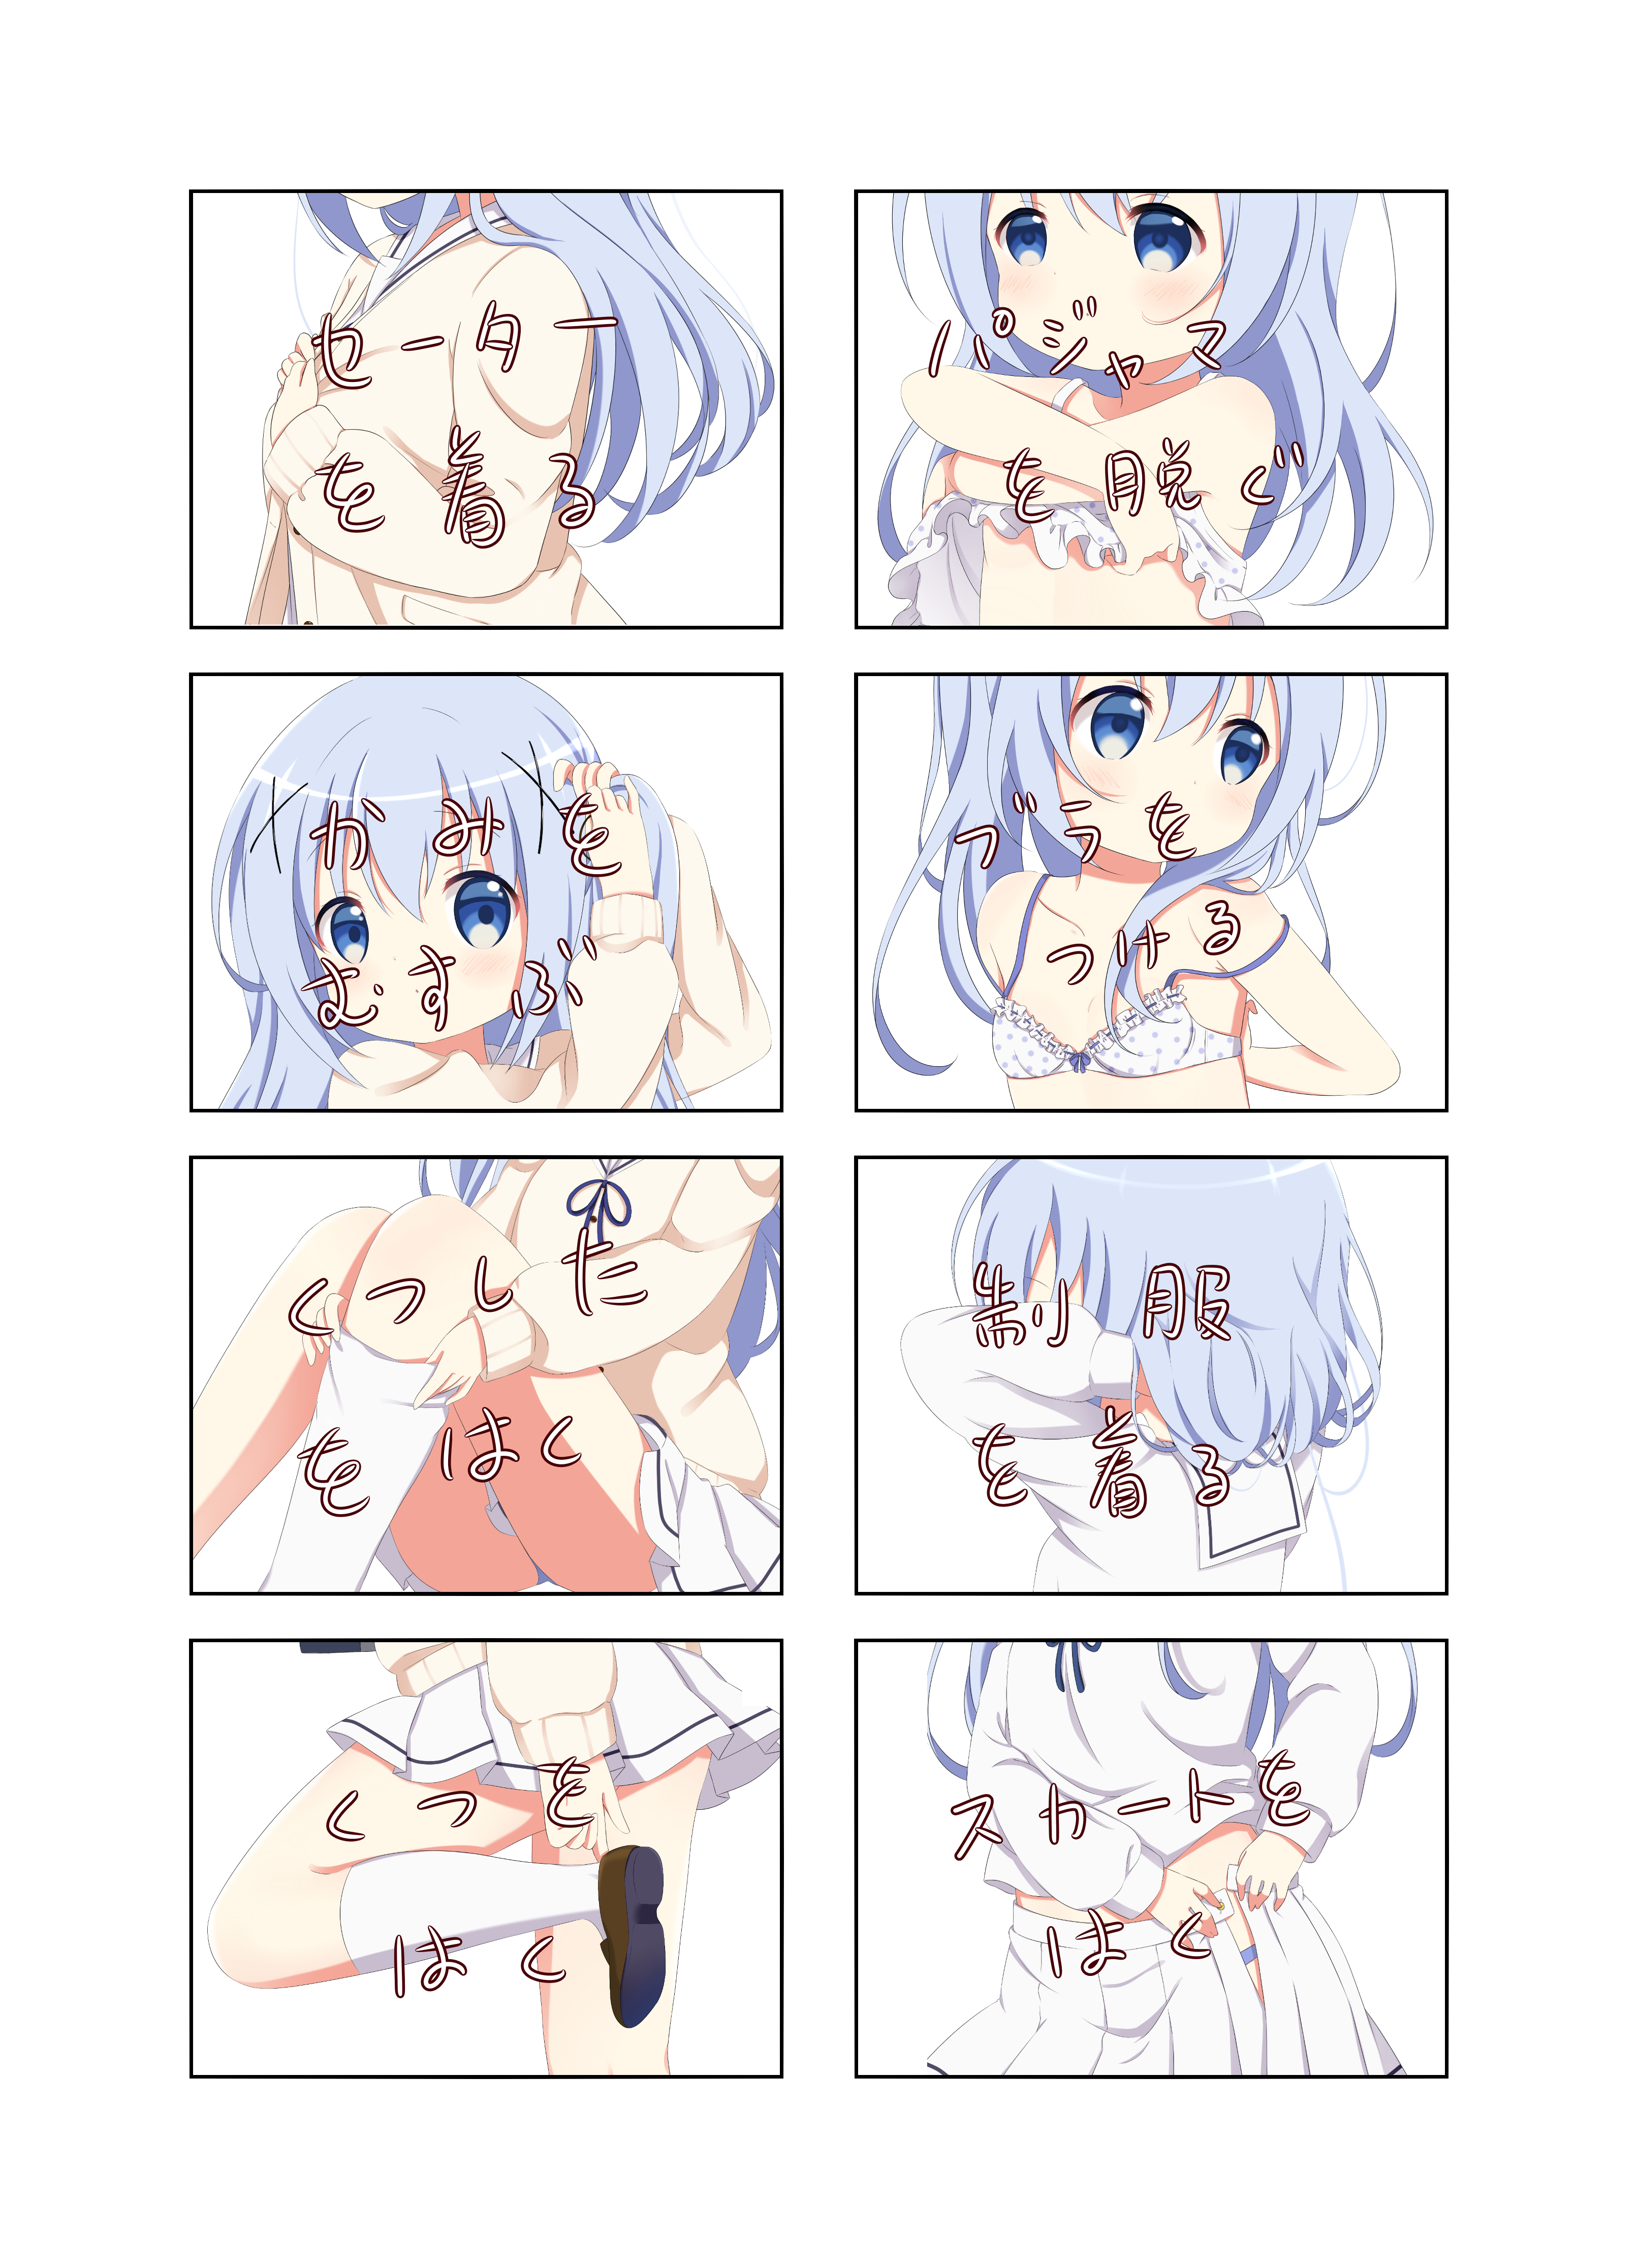 パジャマ
を脱ぐ
ブラを
つける
制服
を着る
スカートを
はく
セーター
を着る
かみを
むすぶ
くつした
をはく
くつを
はく